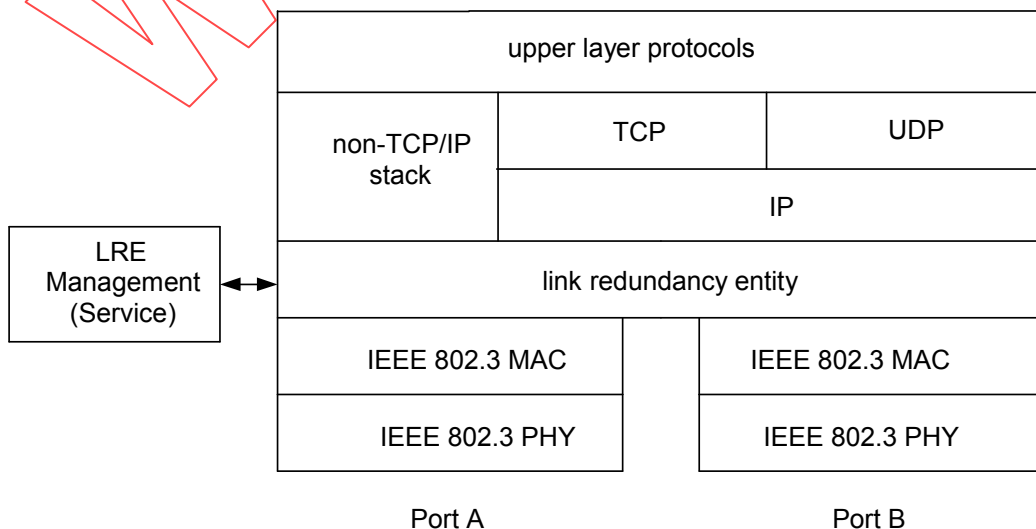 upper layer protocols
non-TCP/IP
stack
TCP
UDP
IP
LRE
Management
(Service)
link redundancy entity
IEEE 802.3 MAC
IEEE 802.3 MAC
IEEE 802.3 PHY
IEEE 802.3 PHY
Port A
Port B